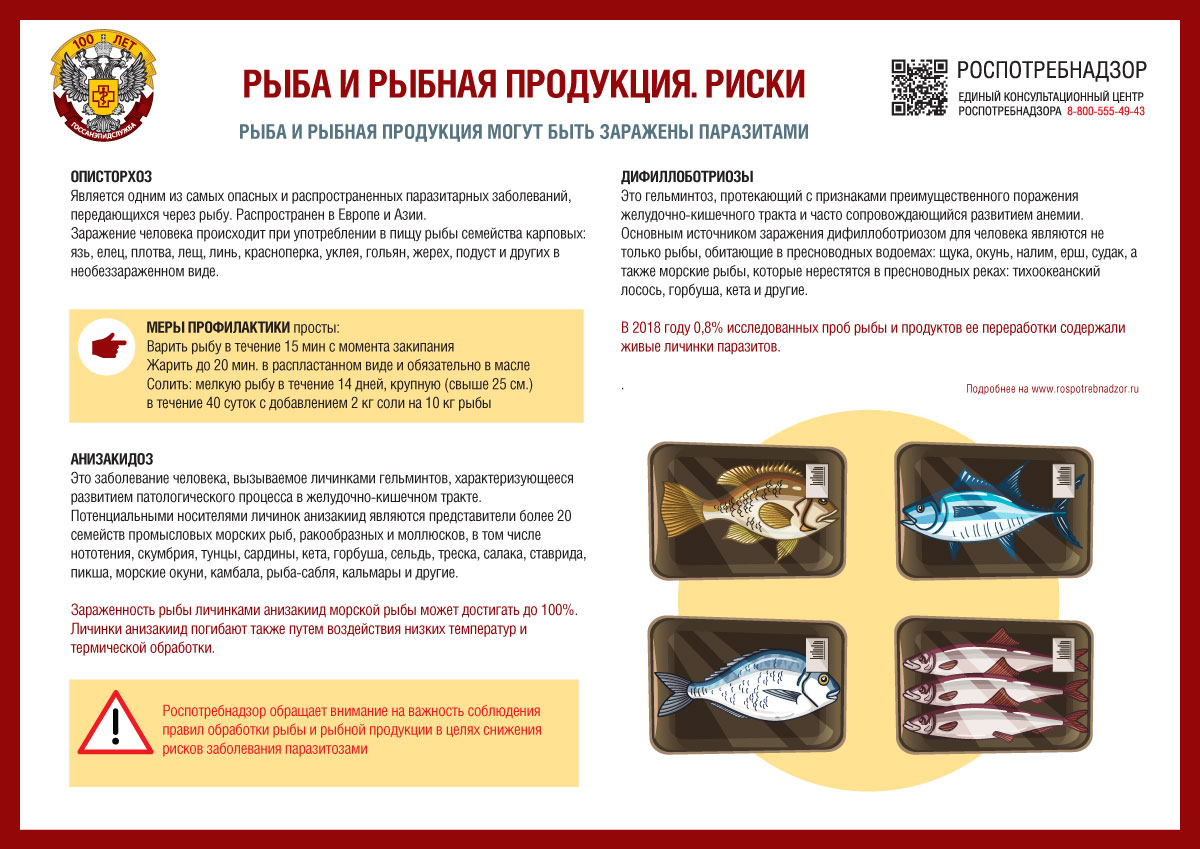 100 ЛЕТ
ГОССАНЭПИДСЛУЖБА
РЫБА И РЫБНАЯ ПРОДУКЦИЯ. РИСКИ
РЫБА И РЫБНАЯ ПРОДУКЦИЯ МОГУТ БЫТЬ ЗАРАЖЕНЫ ПАРАЗИТАМИ
РОСПОТРЕБНАДЗОР
ЕДИНЫЙ КОНСУЛЬТАЦИОННЫЙ ЦЕНТР
РОСПОТРЕБНАДЗОРА 8-800-555-49-43
ОПИСТОРХОЗ
Является одним из самых опасных и распространенных паразитарных заболеваний,
передающихся через рыбу. Распространен в Европе и Азии.
Заражение человека происходит при употреблении в пищу рыбы семейства карповых:
язь, елец, плотва, лещ, линь, красноперка, уклея, гольян, жерех, подуст и других в
необеззараженном виде.
МЕРЫ ПРОФИЛАКТИКИ просты:
Варить рыбу в течение 15 мин с момента закипания
Жарить до 20 мин. в распластанном виде и обязательно в масле
Солить: мелкую рыбу в течение 14 дней, крупную (свыше 25 см.)
в течение 40 суток с добавлением 2 кг соли на 10 кг рыбы
АНИЗАКИДОЗ
Это заболевание человека, вызываемое личинками гельминтов, характеризующееся
развитием патологического процесса в желудочно-кишечном тракте.
Потенциальными носителями личинок анизакиид являются представители более 20
семейств промысловых морских рыб, ракообразных и моллюсков, в том числе
нототения, скумбрия, тунцы, сардины, кета, горбуша, сельдь, треска, салака, ставрида,
пикша, морские окуни, камбала, рыба-сабля, кальмары и другие.
Зараженность рыбы личинками анизакиид морской рыбы может достигать до 100%.
Личинки анизакиид погибают также путем воздействия низких температур и
термической обработки.
Роспотребнадзор обращает внимание на важность соблюдения
правил обработки рыбы и рыбной продукции в целях снижения
рисков заболевания паразитозами
ДИФИЛЛОБОТРИОЗЫ
Это гельминтоз, протекающий с признаками преимущественного поражения
желудочно-кишечного тракта и часто сопровождающийся развитием анемии.
Основным источником заражения дифиллоботриозом для человека являются не
только рыбы, обитающие в пресноводных водоемах: щука, окунь, налим, ерш, судак, а
также морские рыбы, которые нерестятся в пресноводных реках: тихоокеанский
лосось, горбуша, кета и другие.
В 2018 году 0,8% исследованных проб рыбы и продуктов ее переработки содержали
живые личинки паразитов.
.
Подробнее на www.rospotrebnadzor.ru